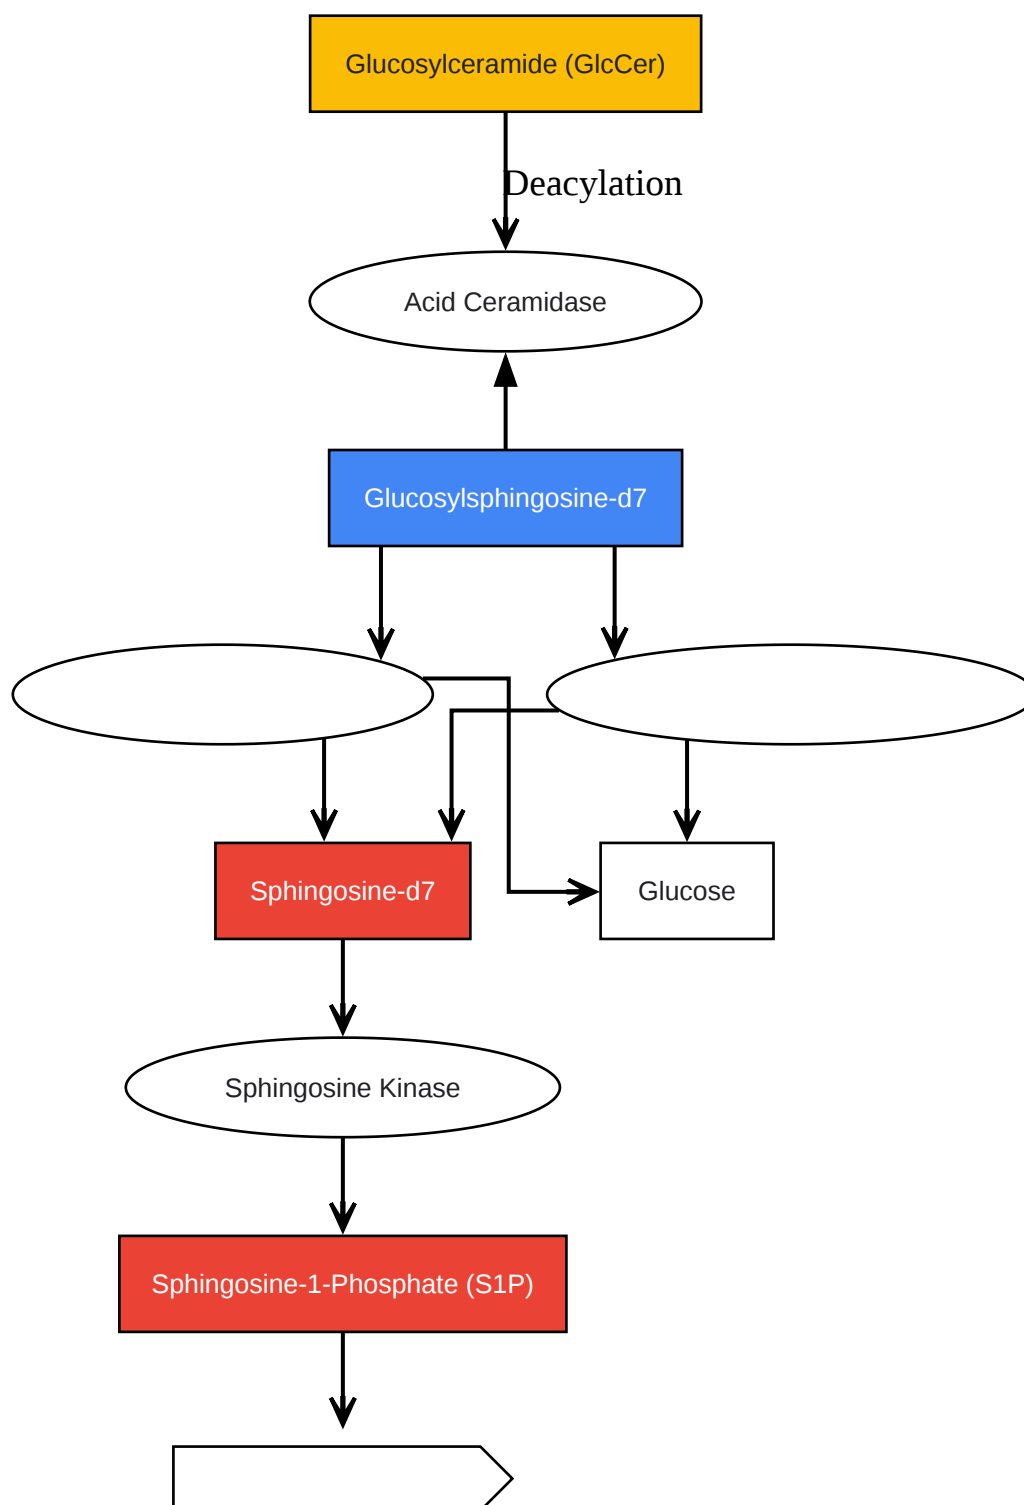 Glucosylceramide (GlcCer)
Deacylation
Acid Ceramidase
Glucosylsphingosine-d7
Sphingosine-d7
Glucose
Sphingosine Kinase
Sphingosine-1-Phosphate (S1P)